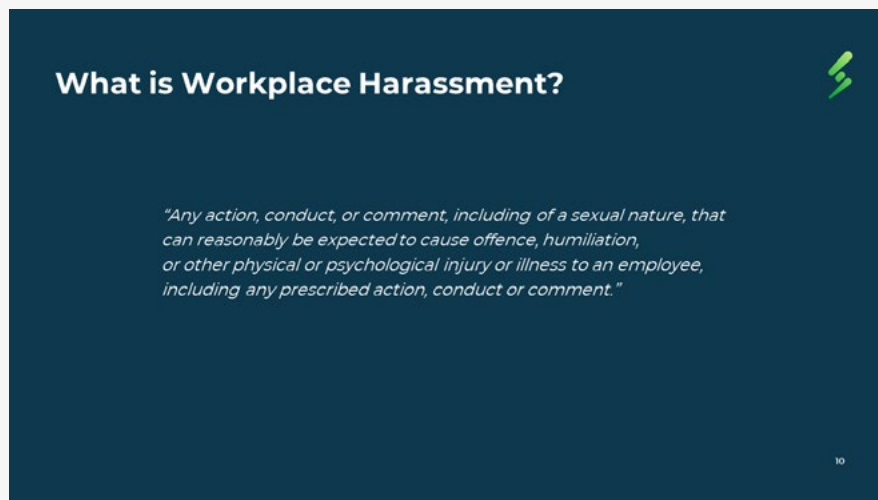 What is Workplace Harassment?
“Any action, conduct, or comment, including of a sexual nature, that
can reasonably be expected to cause offence, humiliation,
or other physical or psychological injury or illness to an employee,
including any prescribed action, conduct or comment.”
10